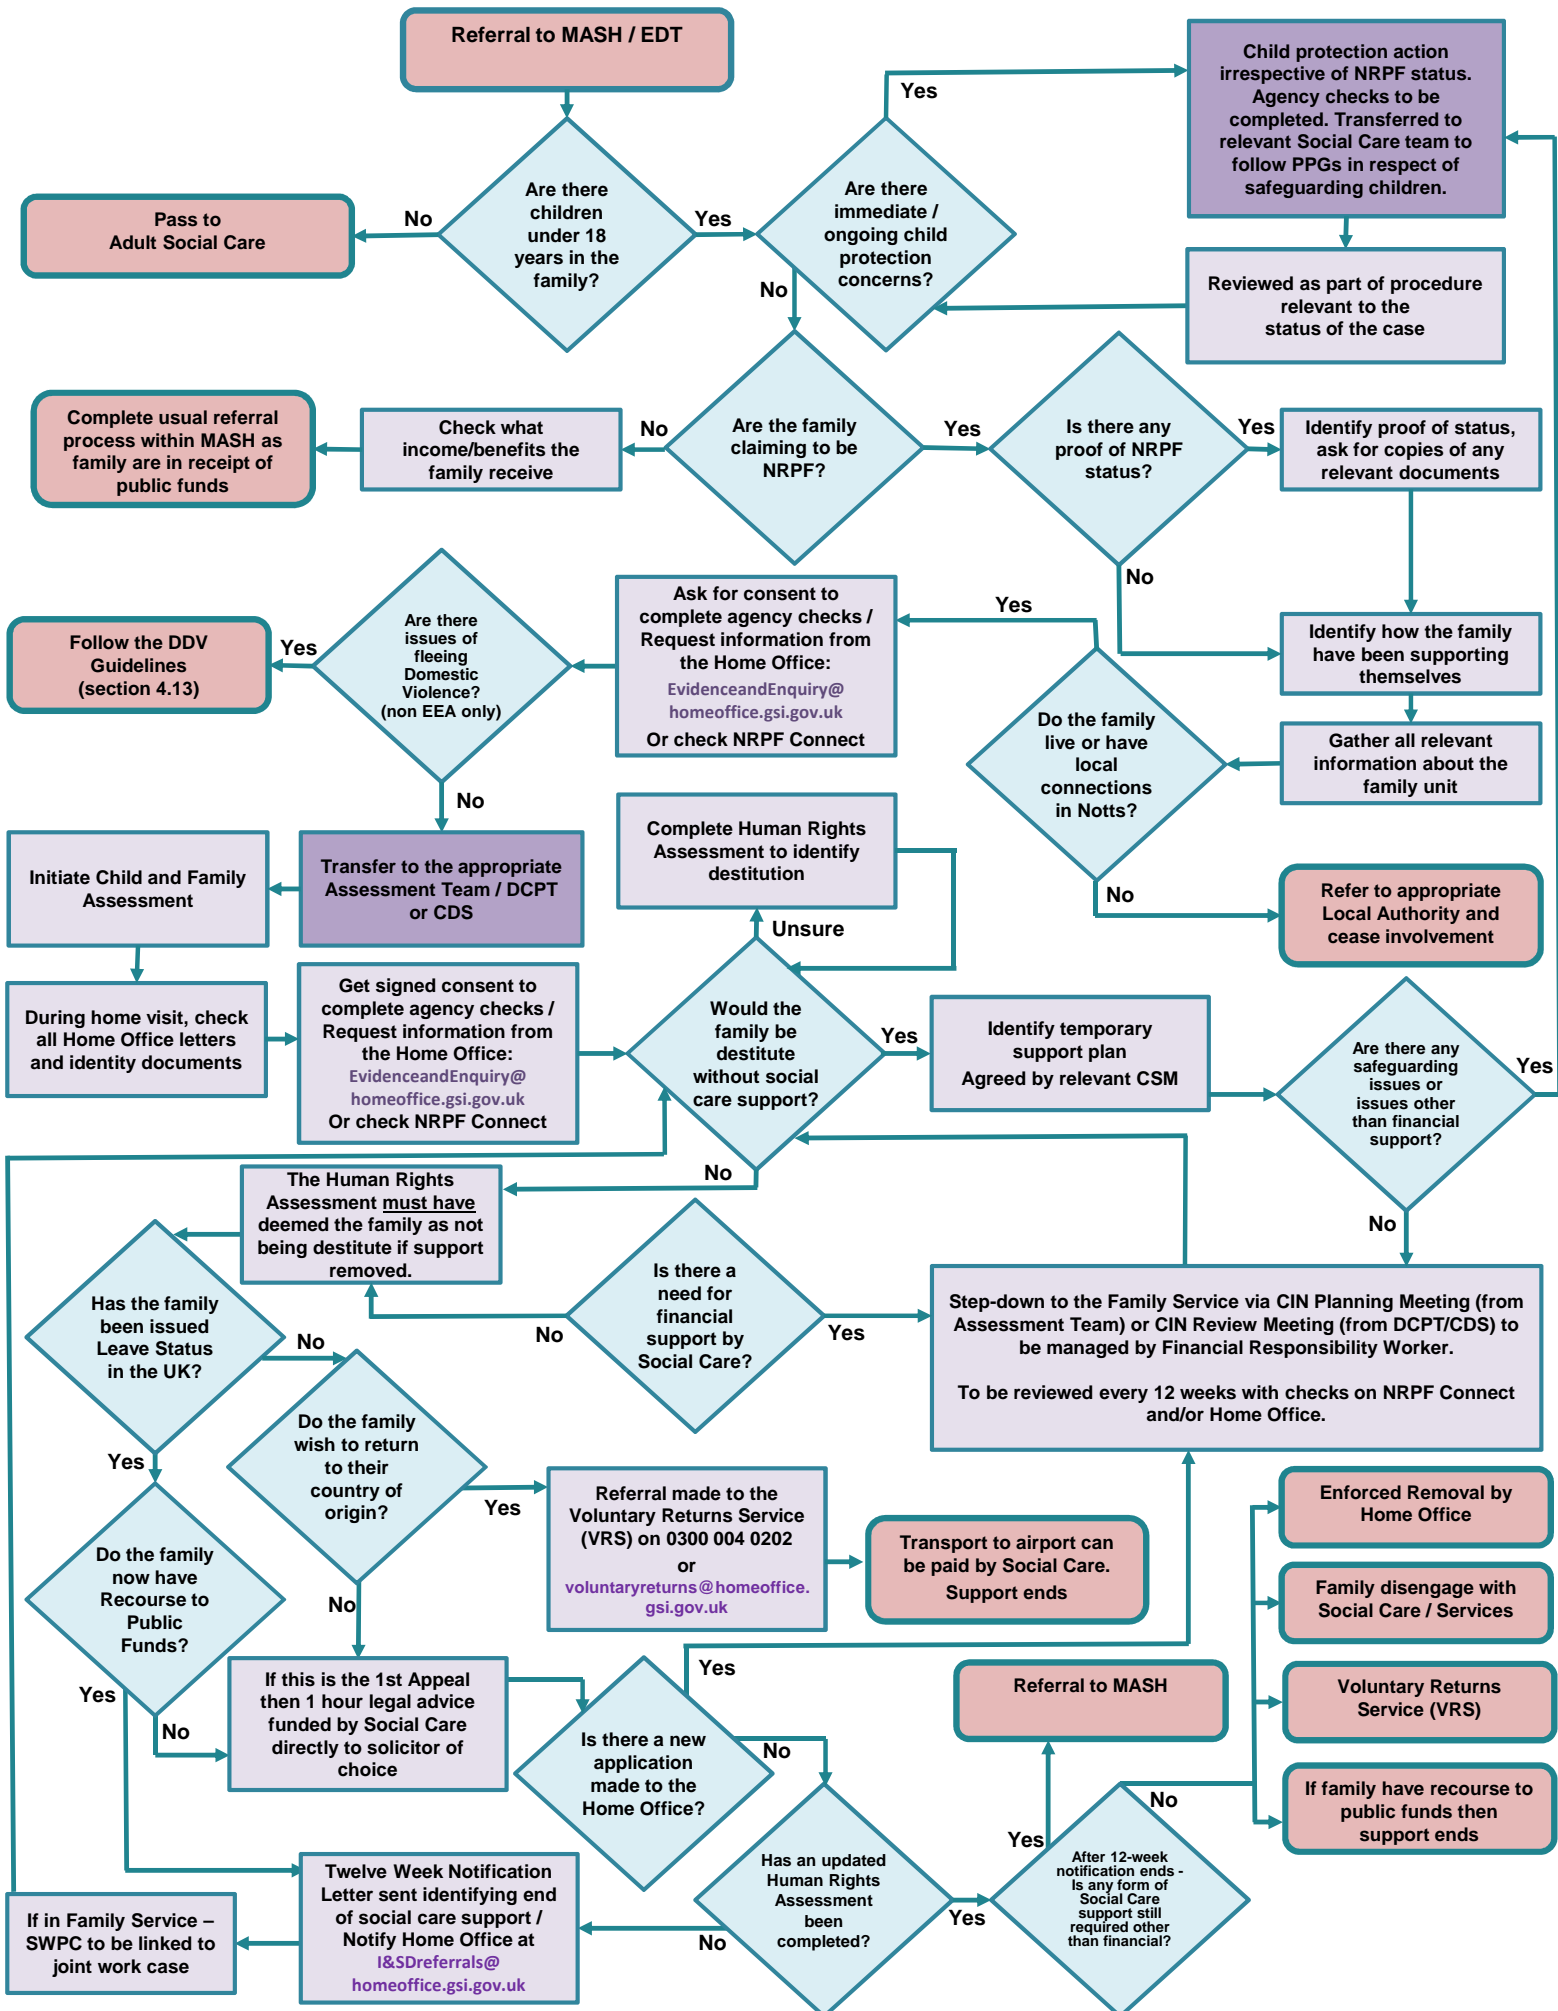 Referral to MASH / EDT
Are there
children
under 18
years in the
family?
No
Pass to
Adult Social Care
Yes
Are there
immediate /
ongoing child
protection
concerns?
Yes
Child protection action
irrespective of NRPF status.
Agency checks to be
completed. Transferred to
relevant Social Care team to
follow PPGs in respect of
safeguarding children.
Reviewed as part of procedure
relevant to the
status of the case
No
Are the family
claiming to be
NRPF?
No
Check what
income/benefits the
family receive
Complete usual referral
process within MASH as
family are in receipt of
public funds
Yes
Is there any
proof of NRPF
status?
Yes
Identify proof of status,
ask for copies of any
relevant documents
No
Identify how the family
have been supporting
themselves
Gather all relevant
information about the
family unit
Do the family
live or have
local
connections
in Notts?
Yes
Ask for consent to
complete agency checks /
Request information from
the Home Office:
EvidenceandEnquiry@
homeoffice.gsi.gov.uk
Or check NRPF Connect
No
Refer to appropriate
Local Authority and
cease involvement
Are there
issues of
fleeing
Domestic
Violence?
(non EEA only)
Yes
Follow the DDV
Guidelines
(section 4.13)
No
Transfer to the appropriate
Assessment Team / DCPT
or CDS
Initiate Child and Family
Assessment
During home visit, check
all Home Office letters
and identity documents
Get signed consent to
complete agency checks /
Request information from
the Home Office:
EvidenceandEnquiry@
homeoffice.gsi.gov.uk
Or check NRPF Connect
Complete Human Rights
Assessment to identify
destitution
Unsure
Would the
family be
destitute
without social
care support?
Yes
Identify temporary
support plan
Agreed by relevant CSM
Are there any
safeguarding
issues or
issues other
than financial
support?
Yes
No
Step-down to the Family Service via CIN Planning Meeting (from
Assessment Team) or CIN Review Meeting (from DCPT/CDS) to
be managed by Financial Responsibility Worker.
To be reviewed every 12 weeks with checks on NRPF Connect
and/or Home Office.
No
The Human Rights
Assessment must have
deemed the family as not
being destitute if support
removed.
Is there a
need for
financial
support by
Social Care?
No
Yes
Has the family
been issued
Leave Status
in the UK?
No
Yes
Do the family
wish to return
to their
country of
origin?
Yes
Referral made to the
Voluntary Returns Service
(VRS) on 0300 004 0202
or
voluntaryreturns@homeoffice.
gsi.gov.uk
Transport to airport can
be paid by Social Care.
Support ends
No
Do the family
now have
Recourse to
Public
Funds?
Yes
No
If this is the 1st Appeal
then 1 hour legal advice
funded by Social Care
directly to solicitor of
choice
Is there a new
application
made to the
Home Office?
Yes
No
Has an updated
Human Rights
Assessment
been
completed?
No
Yes
Twelve Week Notification
Letter sent identifying end
of social care support /
Notify Home Office at
I&SDreferrals@
homeoffice.gsi.gov.uk
If in Family Service –
SWPC to be linked to
joint work case
After 12-week
notification ends -
Is any form of
Social Care
support still
required other
than financial?
Yes
Referral to MASH
No
Enforced Removal by
Home Office
Family disengage with
Social Care / Services
Voluntary Returns
Service (VRS)
If family have recourse to
public funds then
support ends